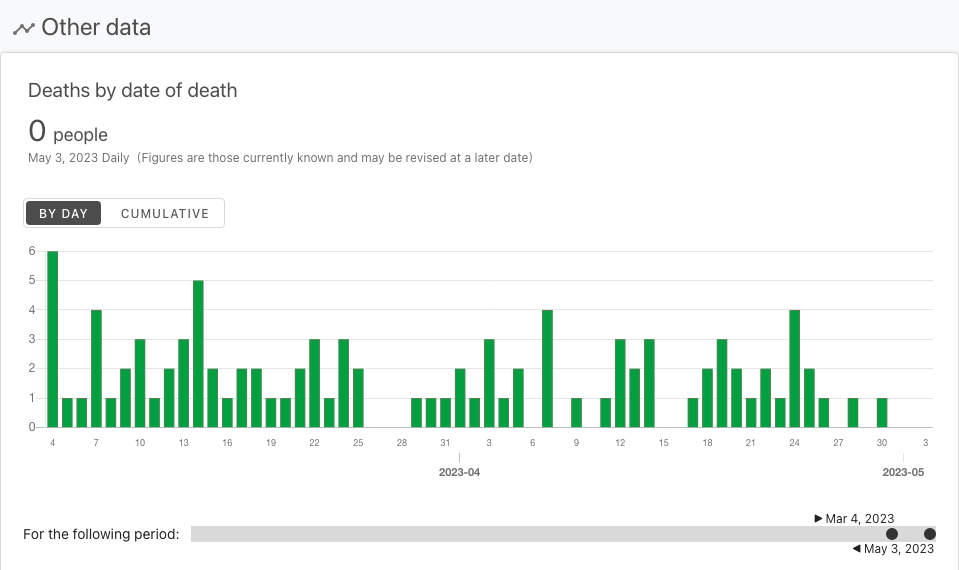 Other data
Deaths by date of death
0 people
May 3, 2023 Daily (Figures are those currently known and may be revised at a later date)
BY DAY CUMULATIVE
6
5
4
3
2
1
0
4 7 10 13 16 19 22 25 28 31 3 6 9 12 15 18 21 24 27 30 3
2023-04 2023-05
Mar 4, 2023
For the following period:
May 3, 2023